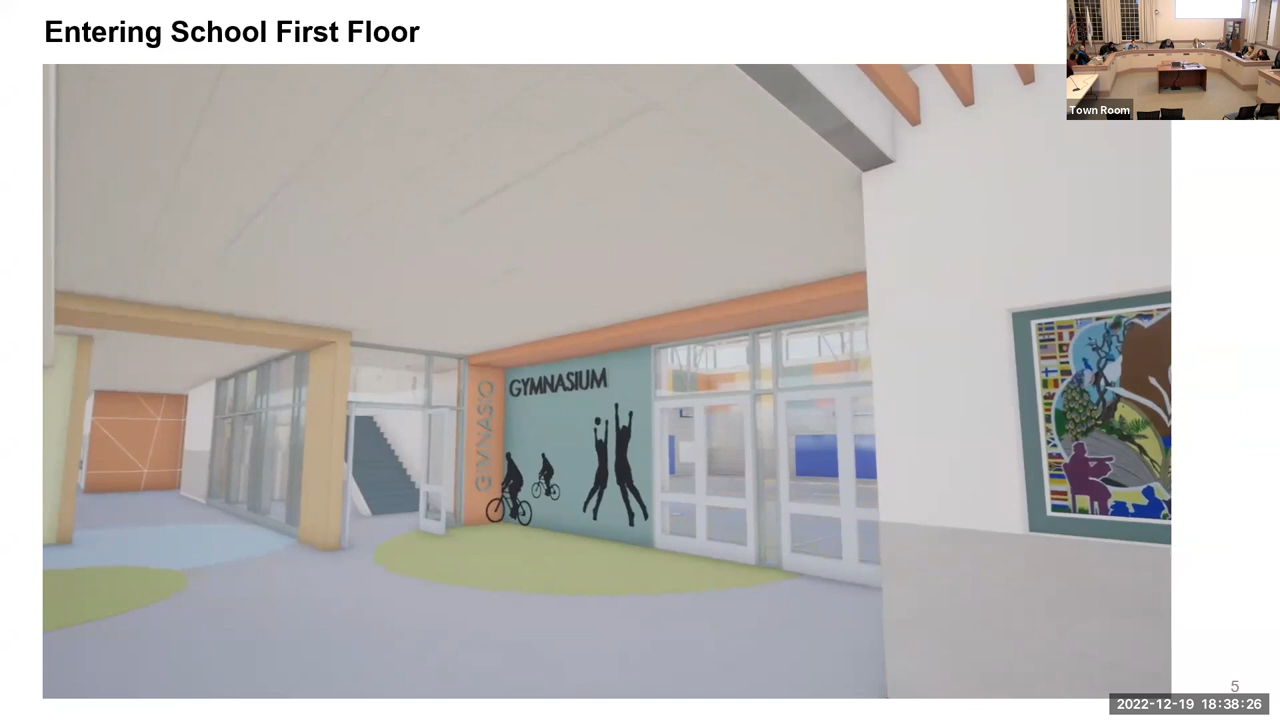 Entering School First Floor
Town Room
GYMNASIO
GYMNASIUM
5
2022-12-19 18:38:26